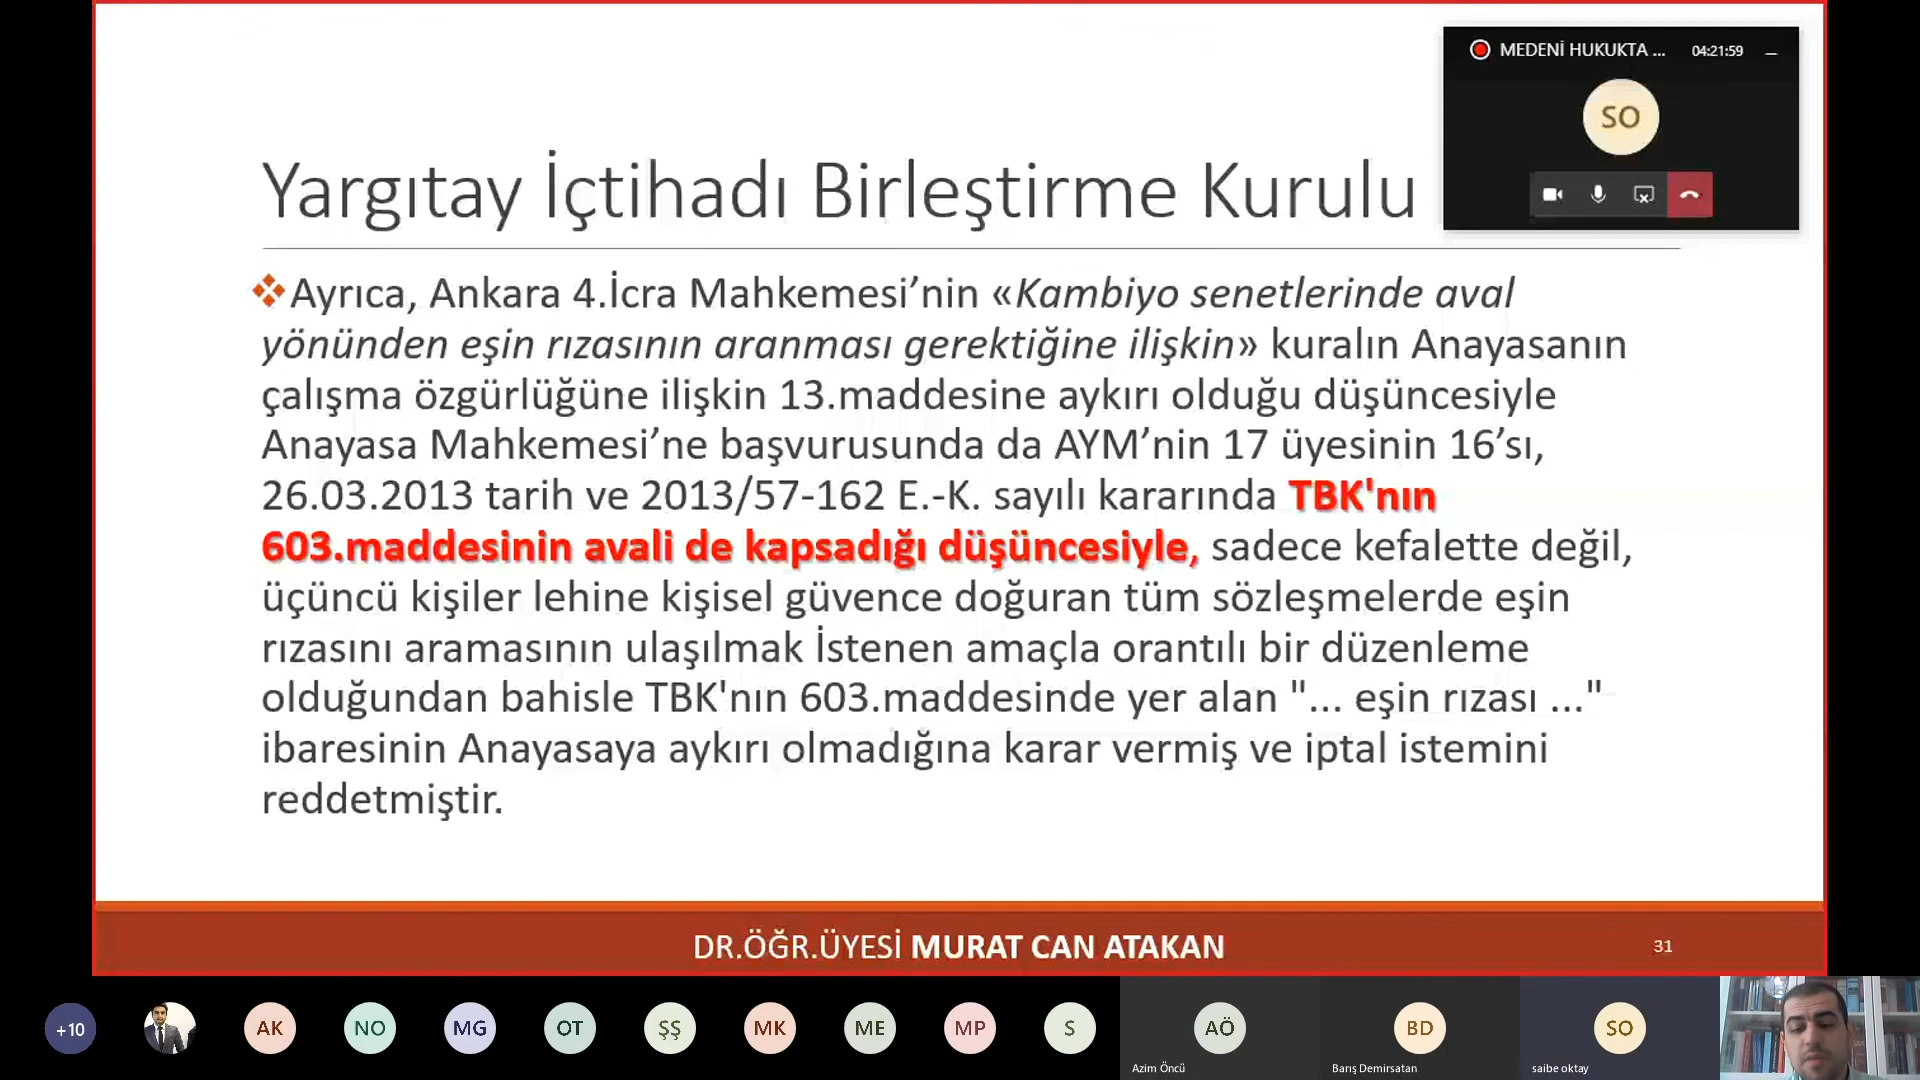 MEDENİ HUKUKTA ... 04:21:59
SO
Yargıtay İçtihadı Birleştirme Kurulu
Ayrıca, Ankara 4.İcra Mahkemesi’nin «Kambiyo senetlerinde aval
yönünden eşin rızasının aranması gerektiğine ilişkin» kuralın Anayasanın
çalışma özgürlüğüne ilişkin 13.maddesine aykırı olduğu düşüncesiyle
Anayasa Mahkemesi’ne başvurusunda da AYM’nin 17 üyesinin 16’sı,
26.03.2013 tarih ve 2013/57-162 E.-K. sayılı kararında TBK'nın
603.maddesinin avali de kapsadığı düşüncesiyle, sadece kefalette değil,
üçüncü kişiler lehine kişisel güvence doğuran tüm sözleşmelerde eşin
rızasını aramasının ulaşılmak İstenen amaçla orantılı bir düzenleme
olduğundan bahisle TBK'nın 603.maddesinde yer alan "... eşin rızası ..."
ibaresinin Anayasaya aykırı olmadığına karar vermiş ve iptal istemini
reddetmiştir.
DR.ÖĞR.ÜYESİ MURAT CAN ATAKAN
31
+10 AK NO MG OT ŞŞ MK ME MP S AÖ BD SO
Azim Öncü Barış Demirsatan saibe oktay